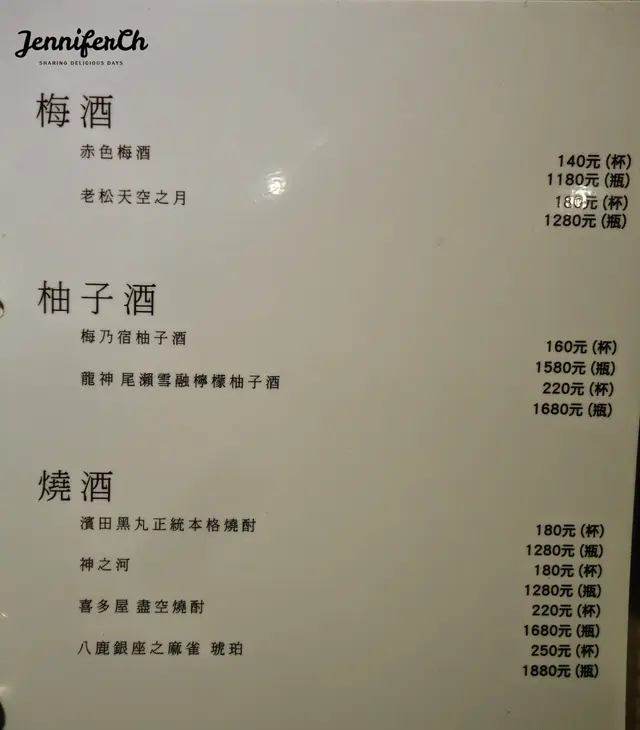 JenniferCh
SHARING DELICIOUS DAYS
梅酒
赤色梅酒
140元 (杯)
1180元 (瓶)
老松天空之月
180元 (杯)
1280元 (瓶)
柚子酒
梅乃宿柚子酒
160元 (杯)
1580元 (瓶)
龍神 尾瀨雪融檸檬柚子酒
220元 (杯)
1680元 (瓶)
燒酒
濱田黑丸正統本格燒酎
180元 (杯)
1280元 (瓶)
神之河
180元 (杯)
1280元 (瓶)
喜多屋 盡空燒酎
220元 (杯)
1680元 (瓶)
八鹿銀座之麻雀 琥珀
250元 (杯)
1880元 (瓶)